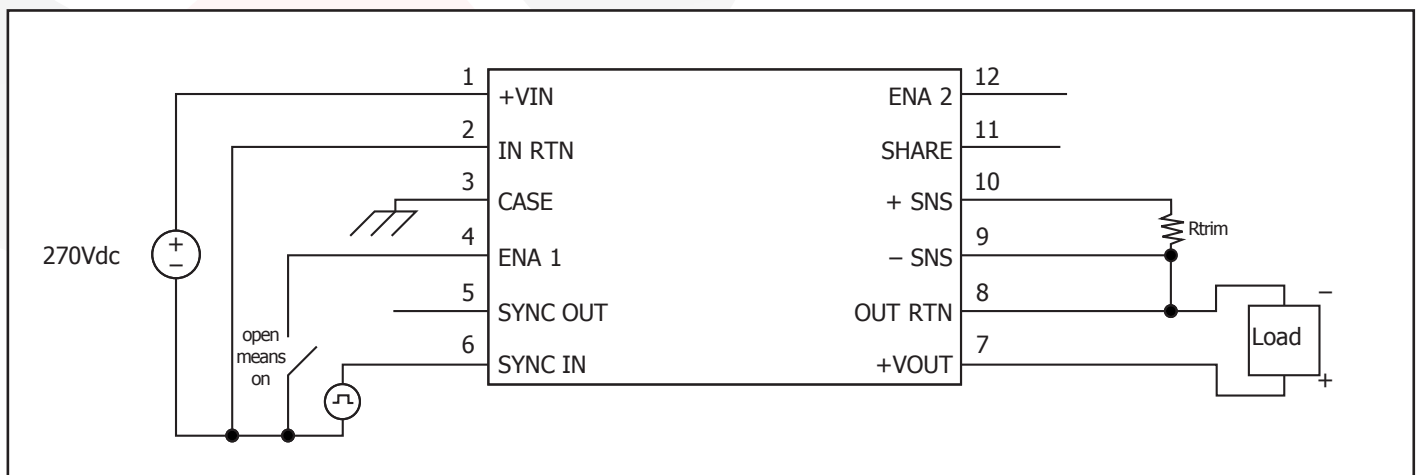 1
+VIN
2
IN RTN
3
CASE
4
ENA 1
5
SYNC OUT
6
SYNC IN
12
ENA 2
11
SHARE
10
+ SNS
9
– SNS
8
OUT RTN
7
+VOUT
270Vdc
+
–
open
means
on
Rtrim
–
Load
+